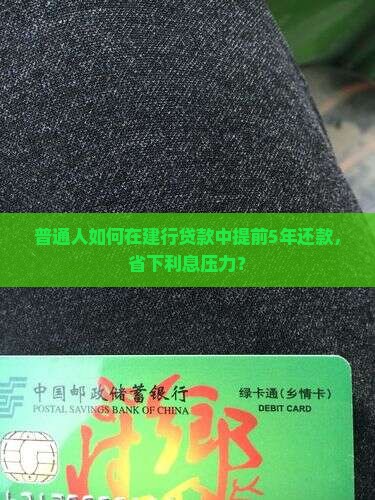 普通人如何在建行贷款中提前5年还款，
省下利息压力？
中国邮政储蓄银行
POSTAL SAVINGS BANK OF CHINA
绿卡通(乡情卡)
DEBIT CARD
鄉